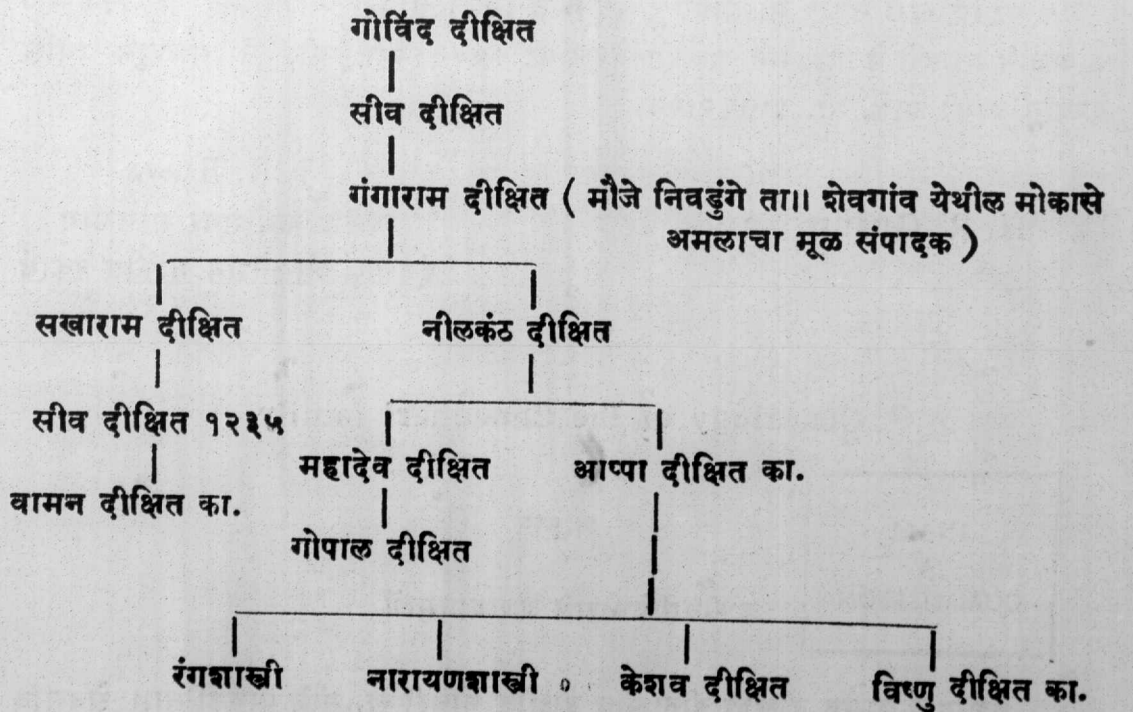 गोविंद दीक्षित
सीव दीक्षित
गंगाराम दीक्षित ( मौजे निवडुंगे ता॥ शेवगांव येथील मोकासे
अमलाचा मूळ संपादक )
सखाराम दीक्षित नीलकंठ दीक्षित
सीव दीक्षित १२३५
महादेव दीक्षित आप्पा दीक्षित का.
वामन दीक्षित का.
गोपाल दीक्षित
रंगशास्त्री नारायणशास्त्री केशव दीक्षित विष्णु दीक्षित का.